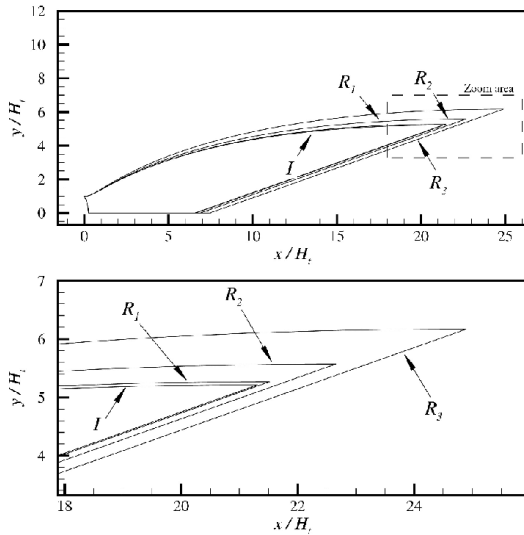 12
10
8
6
4
2
0
y/H_t
R_1
R_2
Zoom area
I
R_3
0 5 10 15 20 25
x/H_t
7
6
5
4
y/H_t
R_1
R_2
I
R_3
18 20 22 24 26
x/H_t